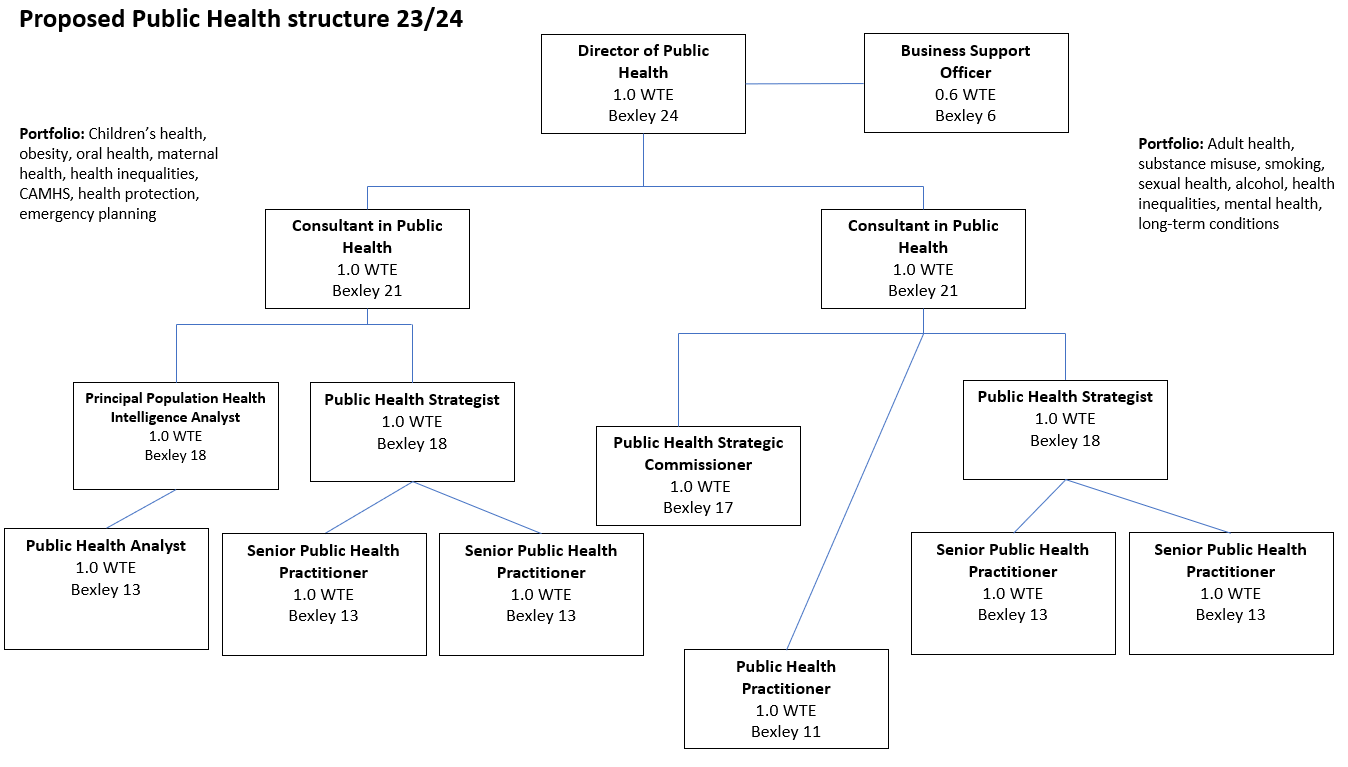 Proposed Public Health structure 23/24
Director of Public
Health
1.0 WTE
Bexley 24
Business Support
Officer
0.6 WTE
Bexley 6
Portfolio: Children’s health,
obesity, oral health, maternal
health, health inequalities,
CAMHS, health protection,
emergency planning
Portfolio: Adult health,
substance misuse, smoking,
sexual health, alcohol, health
inequalities, mental health,
long-term conditions
Consultant in Public
Health
1.0 WTE
Bexley 21
Consultant in Public
Health
1.0 WTE
Bexley 21
Principal Population Health
Intelligence Analyst
1.0 WTE
Bexley 18
Public Health Strategist
1.0 WTE
Bexley 18
Public Health Strategic
Commissioner
1.0 WTE
Bexley 17
Public Health Strategist
1.0 WTE
Bexley 18
Public Health Analyst
1.0 WTE
Bexley 13
Senior Public Health
Practitioner
1.0 WTE
Bexley 13
Senior Public Health
Practitioner
1.0 WTE
Bexley 13
Senior Public Health
Practitioner
1.0 WTE
Bexley 13
Senior Public Health
Practitioner
1.0 WTE
Bexley 13
Public Health
Practitioner
1.0 WTE
Bexley 11